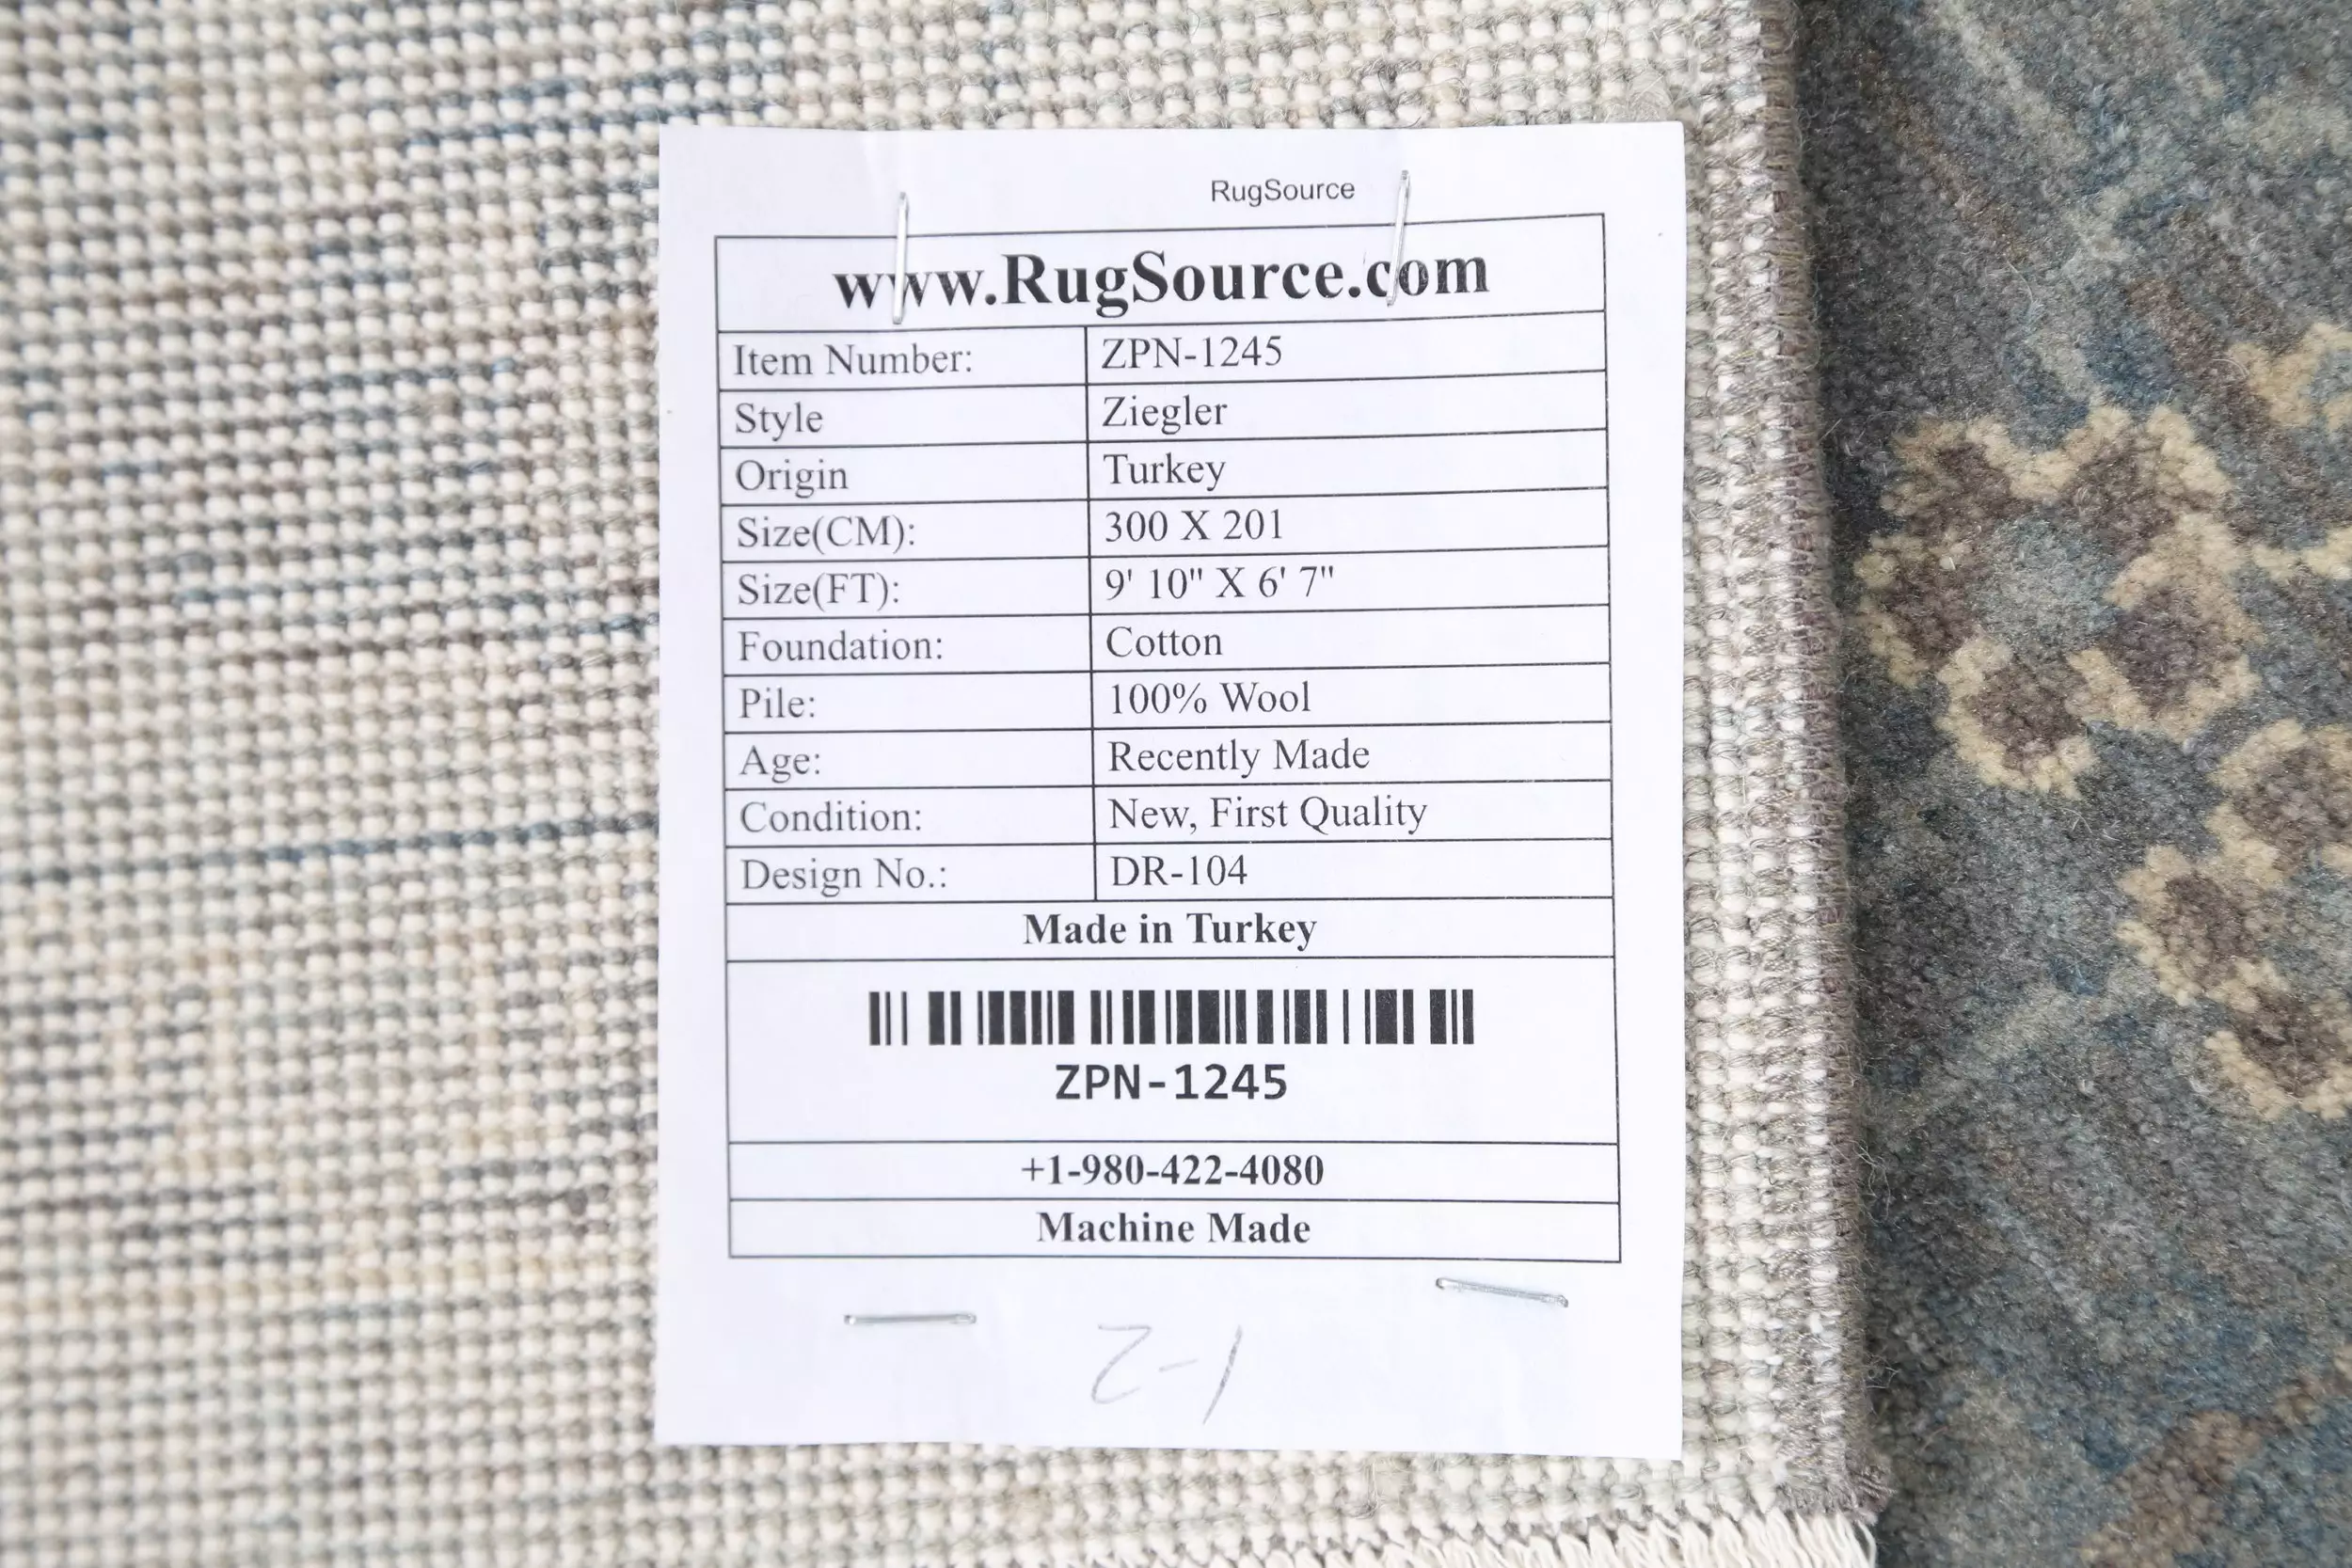 RugSource
www.RugSource.com
Item Number: ZPN-1245
Style Ziegler
Origin Turkey
Size(CM): 300 X 201
Size(FT): 9' 10" X 6' 7"
Foundation: Cotton
Pile: 100% Wool
Age: Recently Made
Condition: New, First Quality
Design No.: DR-104
Made in Turkey
ZPN-1245
+1-980-422-4080
Machine Made